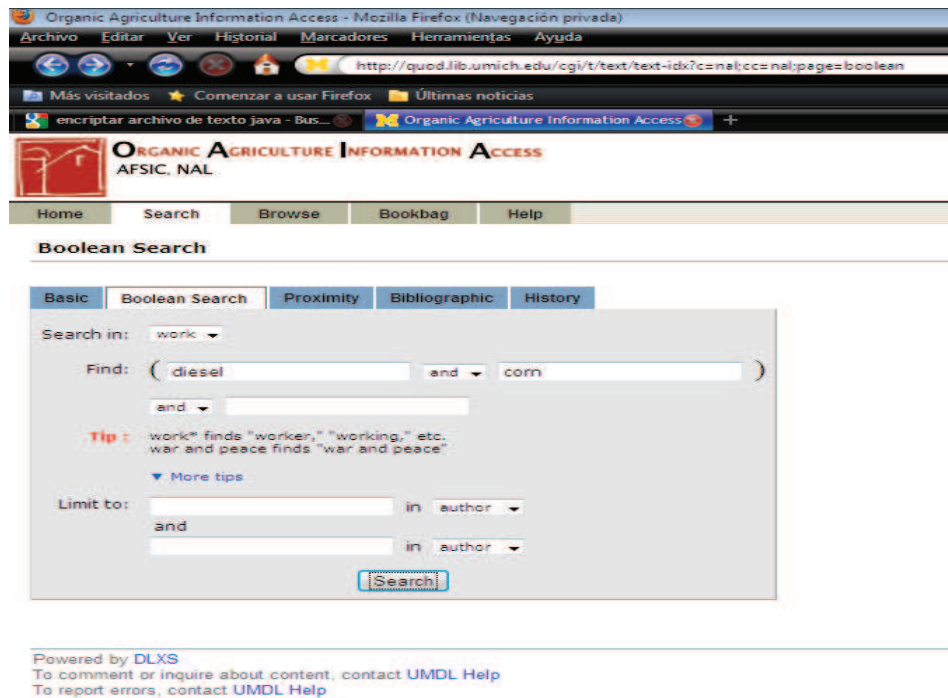 Organic Agriculture Information Access - Mozilla Firefox (Navegación privada)
Archivo Editar Ver Historial Marcadores Herramientas Ayuda
http://quod.lib.umich.edu/cgi/t/text/text-idx?c=nal;cc=nal;page=boolean
Más visitados Comenzar a usar Firefox Últimas noticias
encriptar archivo de texto java - Bus... Organic Agriculture Information Access
ORGANIC AGRICULTURE INFORMATION ACCESS
AFSIC, NAL
Home Search Browse Bookbag Help
Boolean Search
Basic Boolean Search Proximity Bibliographic History
Search in: work
Find: ( diesel and corn )
and
Tip : work* finds "worker," "working," etc.
war and peace finds "war and peace"
More tips
Limit to: in author
and
in author
Search
Powered by DLXS
To comment or inquire about content, contact UMDL Help
To report errors, contact UMDL Help